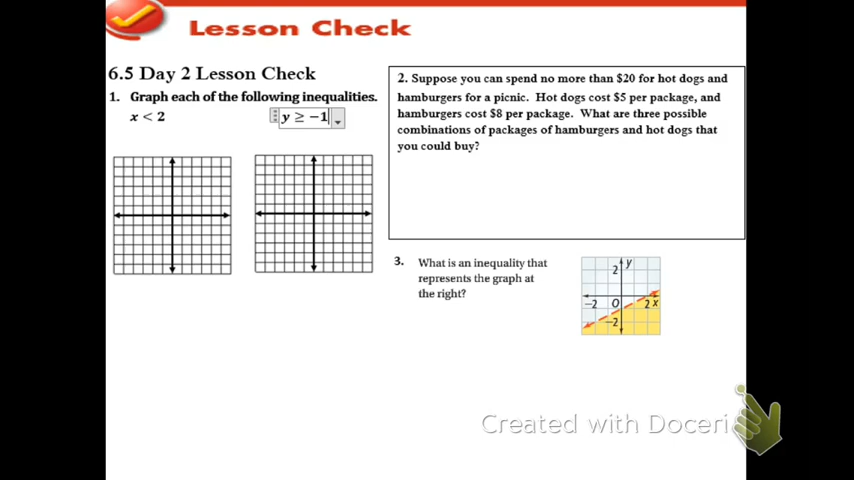 Lesson Check
6.5 Day 2 Lesson Check
1. Graph each of the following inequalities.
x < 2
y ≥ −1
2. Suppose you can spend no more than $20 for hot dogs and
hamburgers for a picnic. Hot dogs cost $5 per package, and
hamburgers cost $8 per package. What are three possible
combinations of packages of hamburgers and hot dogs that
you could buy?
3. What is an inequality that
represents the graph at
the right?
2 y
−2 O 2 x
−2
Created with Doceri